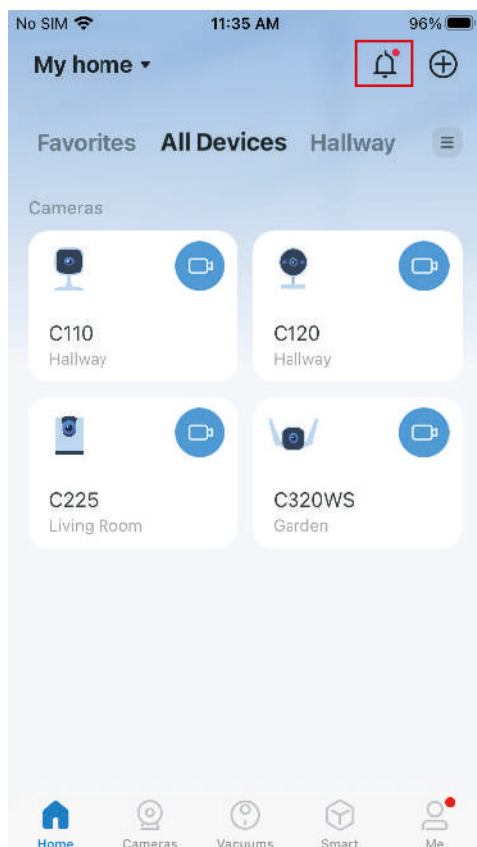 No SIM 11:35 AM 96%
My home
Favorites All Devices Hallway
Cameras
C110 C120
Hallway Hallway
C225 C320WS
Living Room Garden
Home Cameras Vacuums Smart Me